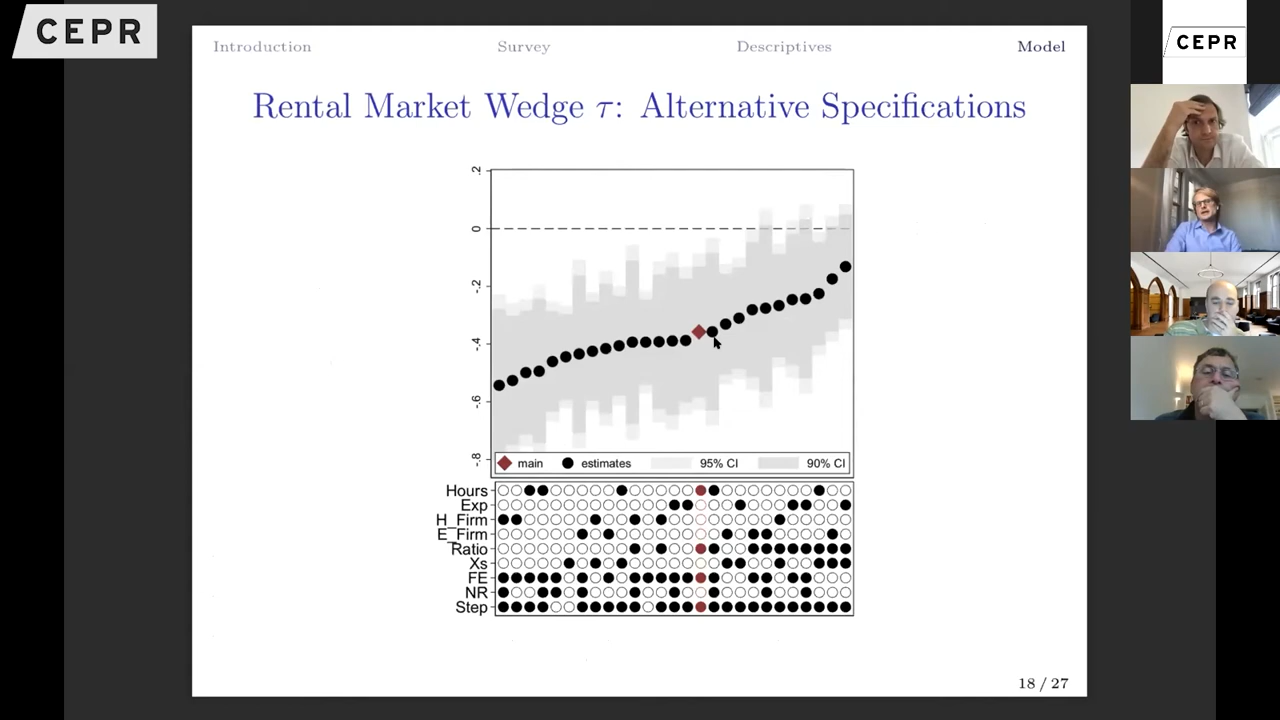 CEPR
Introduction Survey Descriptives Model
CEPR
Rental Market Wedge τ: Alternative Specifications
.2
0
-.2
-.4
-.6
-.8
main estimates 95% CI 90% CI
Hours
Exp
H_Firm
E_Firm
Ratio
Xs
FE
NR
Step
18 / 27